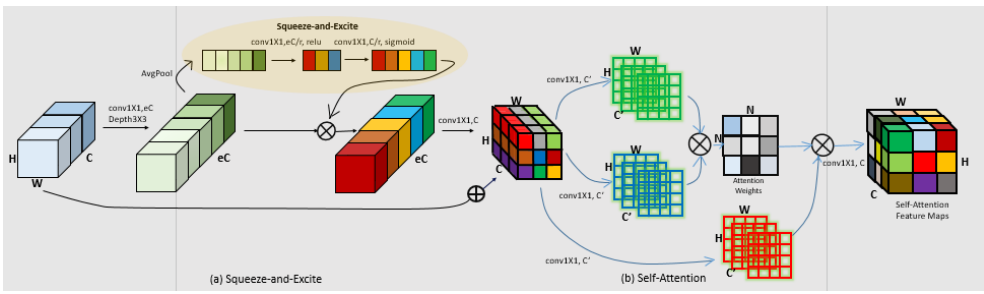 Squeeze-and-Excite
conv1X1,eC/r, relu
conv1X1,C/r, sigmoid
AvgPool
conv1X1,eC
Depth3X3
H
W
C
eC
eC
conv1X1,C
W
H
C
conv1X1, C'
conv1X1, C'
conv1X1, C'
W
H
C'
W
H
C'
W
H
C'
N
N
Attention
Weights
conv1X1, C
W
H
C
Self-Attention
Feature Maps
(a) Squeeze-and-Excite
(b) Self-Attention